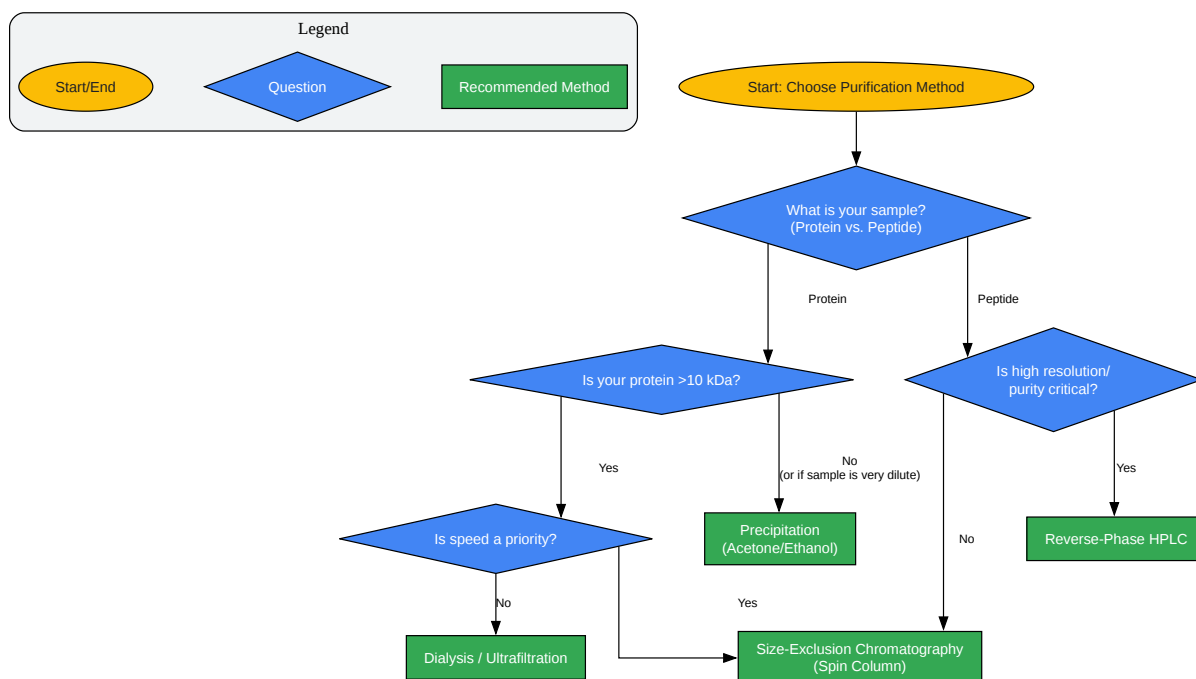 Legend
Start/End
Question
Recommended Method
Start: Choose Purification Method
What is your sample?
(Protein vs. Peptide)
Protein
Peptide
Is your protein >10 kDa?
Is high resolution/
purity critical?
Yes
No
(or if sample is very dilute)
Yes
Is speed a priority?
Precipitation
(Acetone/Ethanol)
No
Reverse-Phase HPLC
No
Yes
Dialysis / Ultrafiltration
Size-Exclusion Chromatography
(Spin Column)